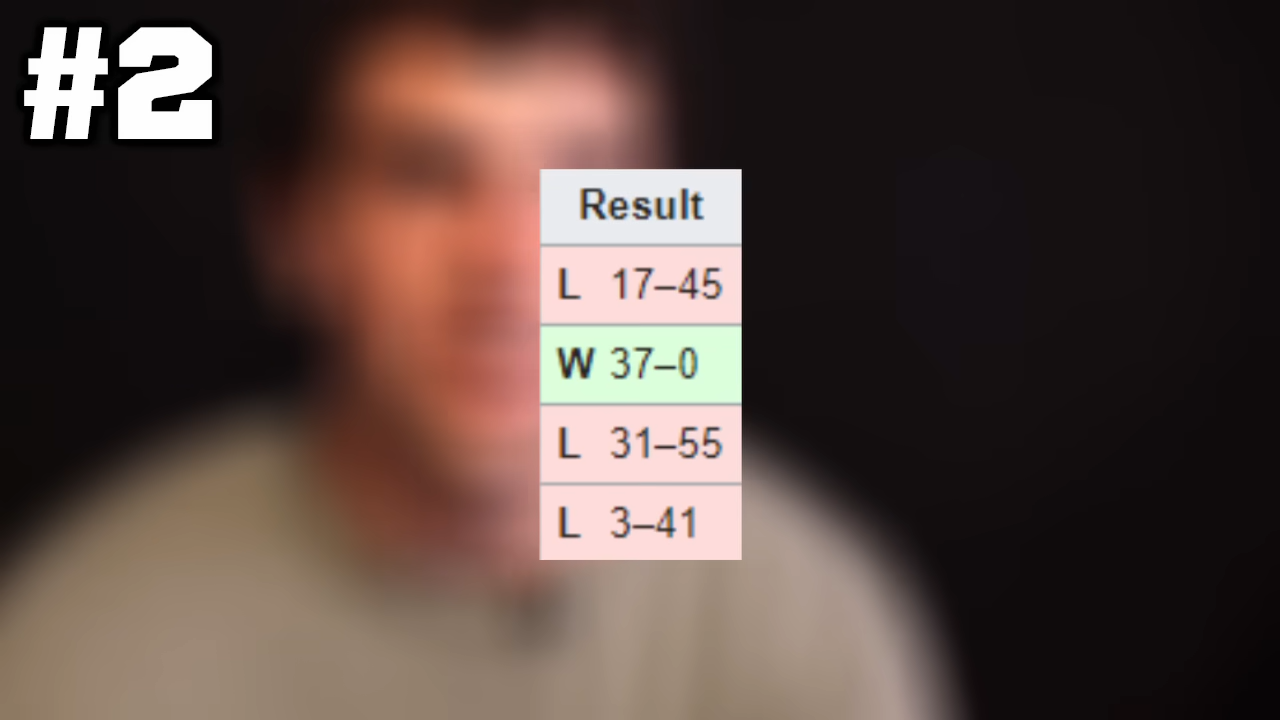 #2
Result
L 17–45
W 37–0
L 31–55
L 3–41